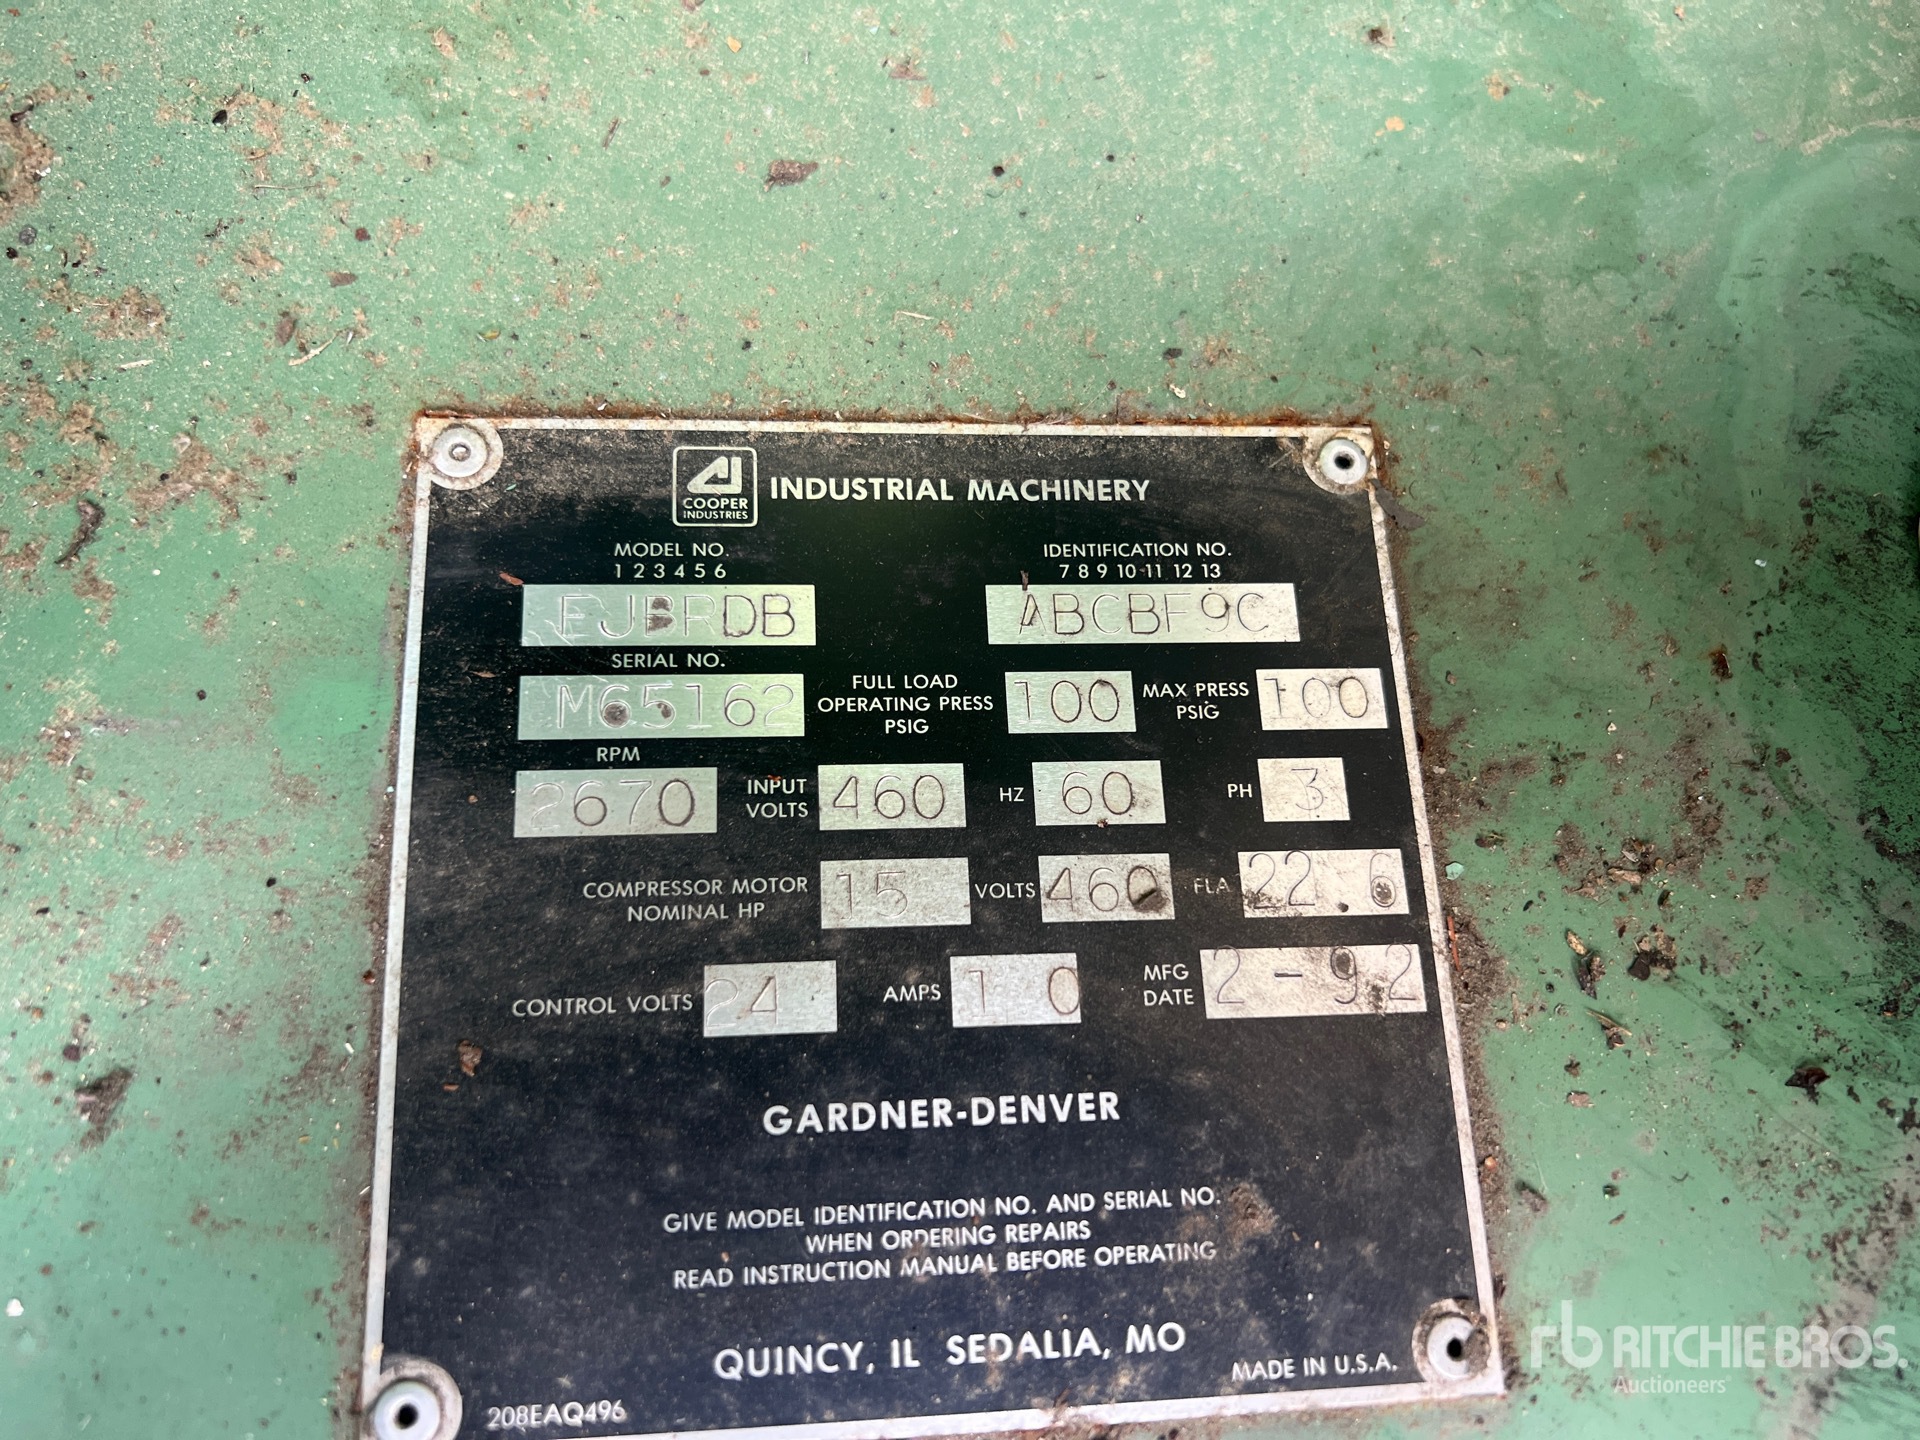 COOPER
INDUSTRIES
INDUSTRIAL MACHINERY
MODEL NO.
1 2 3 4 5 6
IDENTIFICATION NO.
7 8 9 10 11 12 13
EJBRDB
ABCBF9C
SERIAL NO.
M65162
FULL LOAD
OPERATING PRESS
PSIG
100
MAX PRESS
PSIG
100
RPM
2670
INPUT
VOLTS
460
HZ
60
PH
3
COMPRESSOR MOTOR
NOMINAL HP
15
VOLTS
460
FLA
22.6
CONTROL VOLTS
24
AMPS
1 0
MFG
DATE
2-92
GARDNER-DENVER
GIVE MODEL IDENTIFICATION NO. AND SERIAL NO.
WHEN ORDERING REPAIRS
READ INSTRUCTION MANUAL BEFORE OPERATING
QUINCY, IL SEDALIA, MO
MADE IN U.S.A.
208EAQ496
rb RITCHIE BROS.
Auctioneers